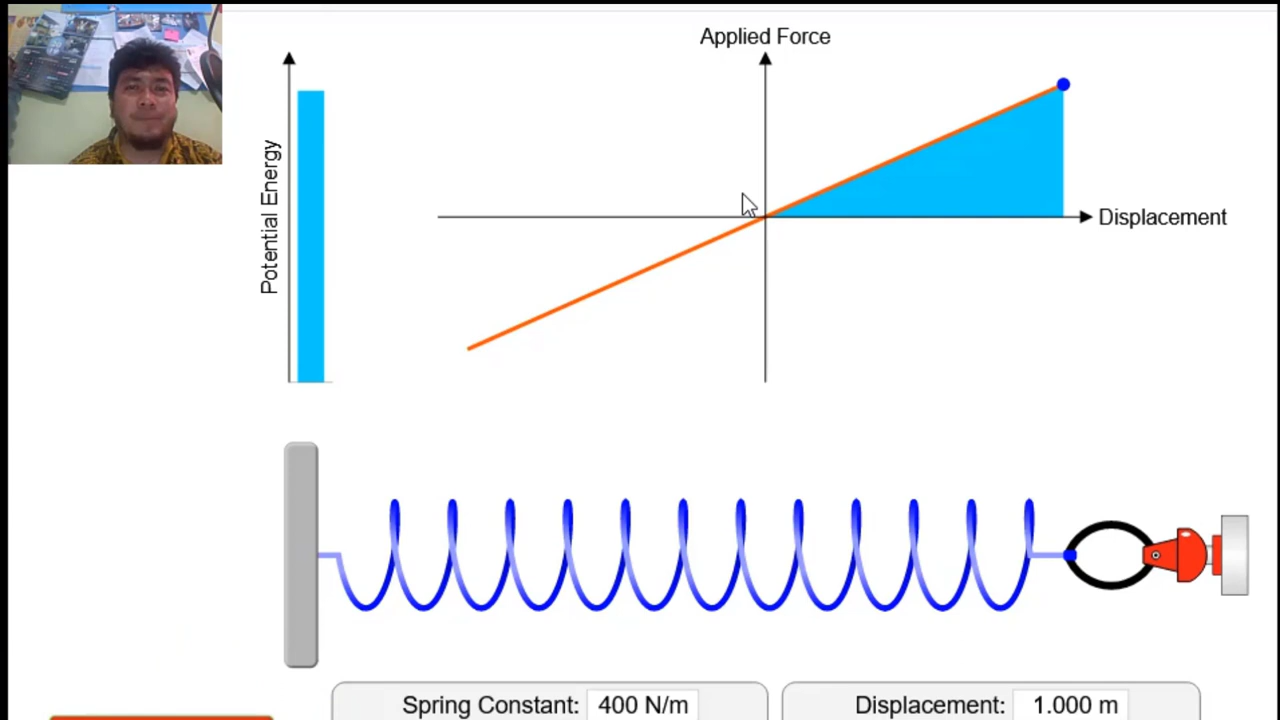 Applied Force
Potential Energy
Displacement
Spring Constant: 400 N/m
Displacement: 1.000 m